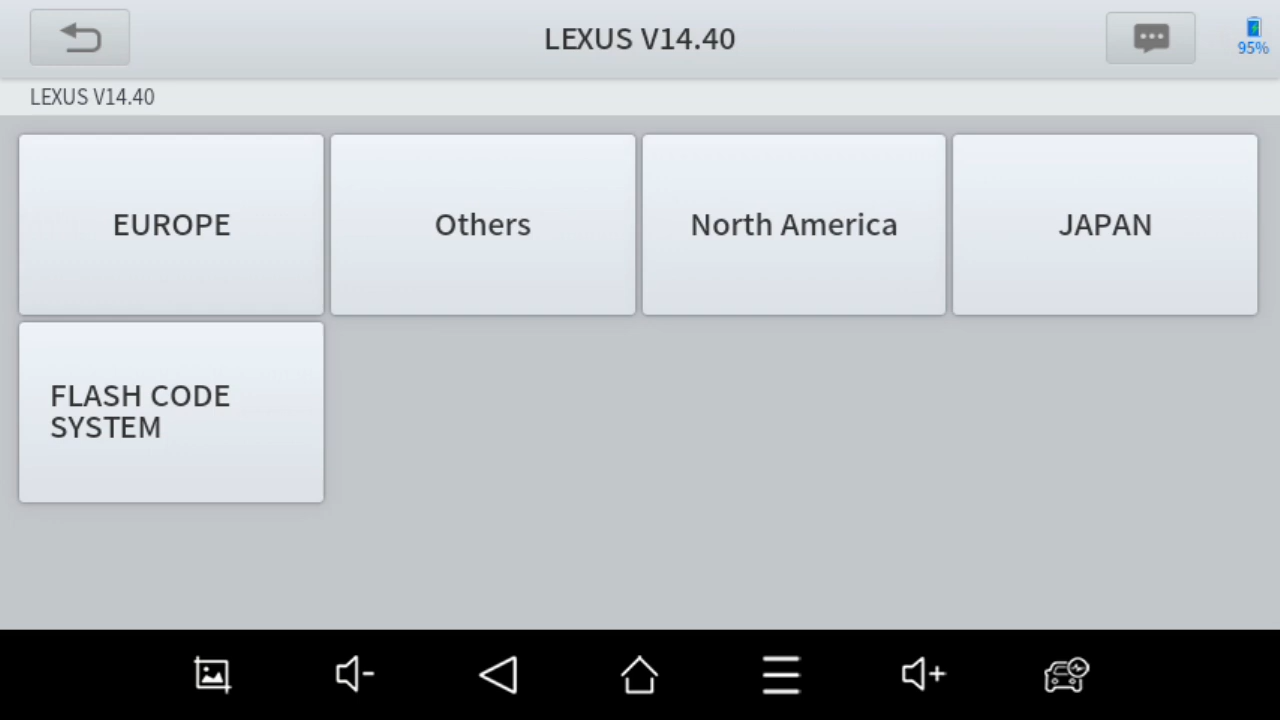 LEXUS V14.40
95%
LEXUS V14.40
EUROPE
Others
North America
JAPAN
FLASH CODE
SYSTEM